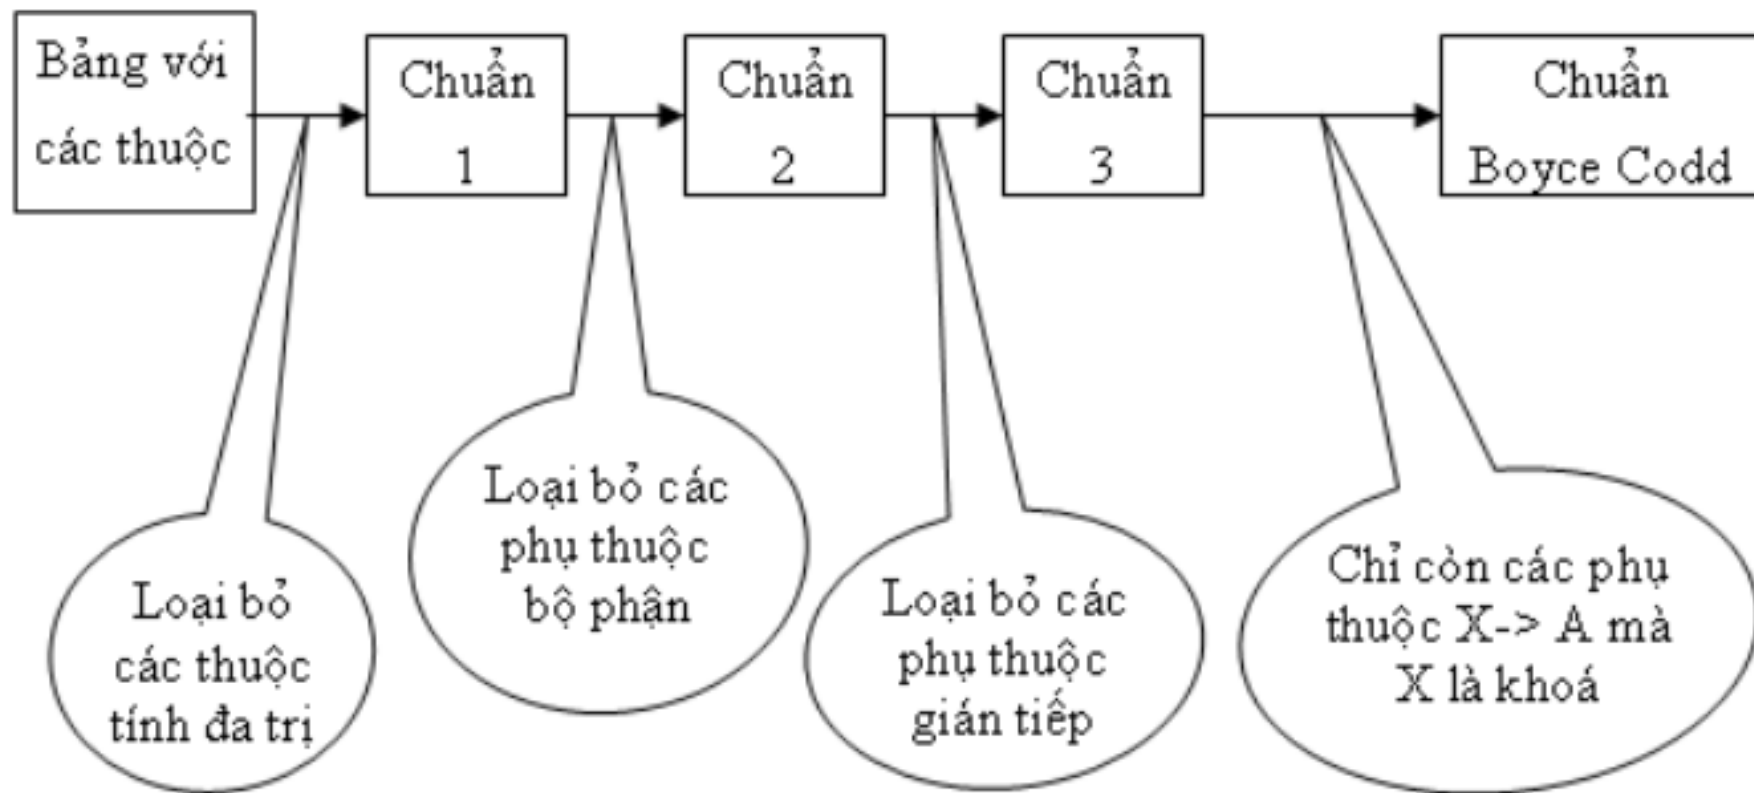 Bảng với
các thuộc
Chuẩn
1
Chuẩn
2
Chuẩn
3
Chuẩn
Boyce Codd
Loại bỏ
các thuộc
tính đa trị
Loại bỏ các
phụ thuộc
bộ phận
Loại bỏ các
phụ thuộc
gián tiếp
Chỉ còn các phụ
thuộc X-> A mà
X là khoá